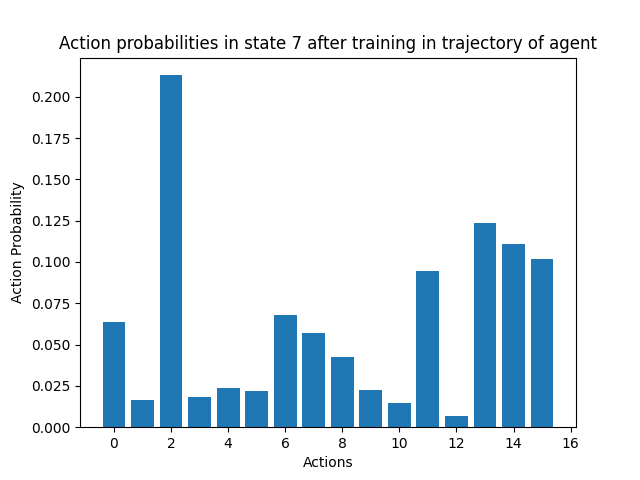 Action probabilities in state 7 after training in trajectory of agent
0.200
0.175
0.150
0.125
0.100
0.075
0.050
0.025
0.000
Action Probability
0 2 4 6 8 10 12 14 16
Actions